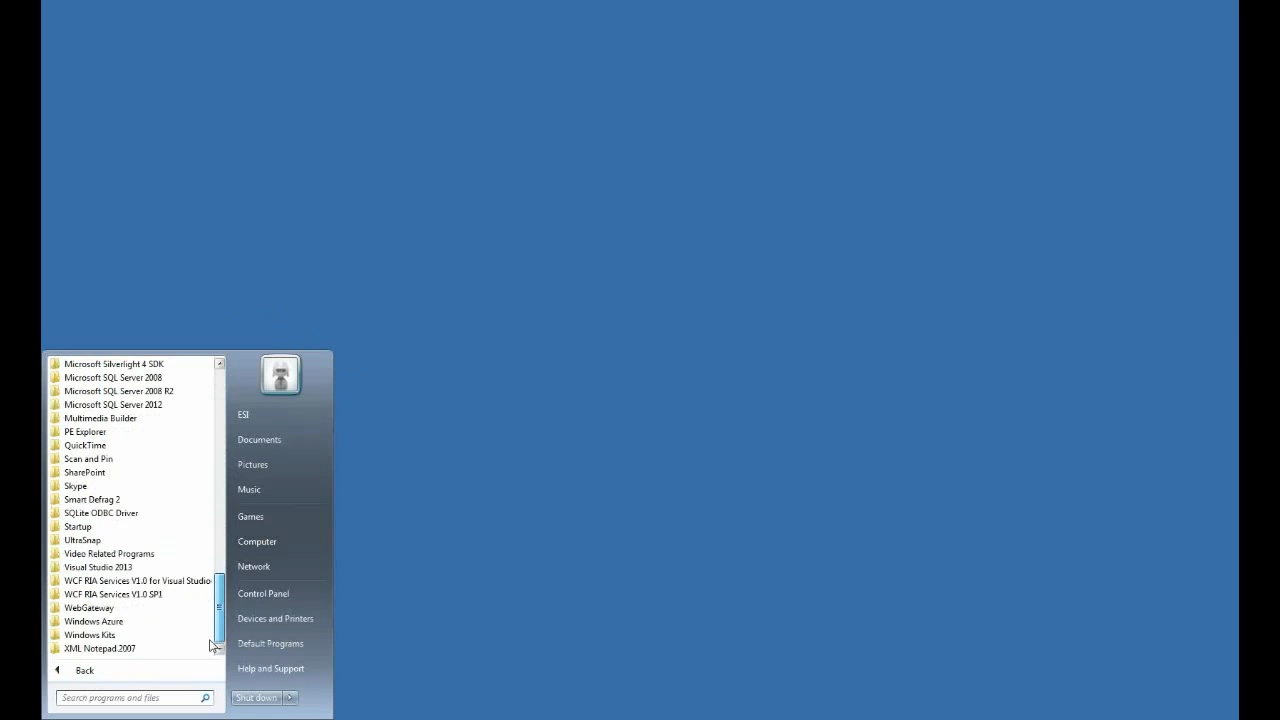 Microsoft Silverlight 4 SDK
Microsoft SQL Server 2008
Microsoft SQL Server 2008 R2
Microsoft SQL Server 2012
Multimedia Builder
PE Explorer
QuickTime
Scan and Pin
SharePoint
Skype
Smart Defrag 2
SQLite ODBC Driver
Startup
UltraSnap
Video Related Programs
Visual Studio 2013
WCF RIA Services V1.0 for Visual Studio
WCF RIA Services V1.0 SP1
WebGateway
Windows Azure
Windows Kits
XML Notepad 2007
Back
Search programs and files
ESI
Documents
Pictures
Music
Games
Computer
Network
Control Panel
Devices and Printers
Default Programs
Help and Support
Shut down